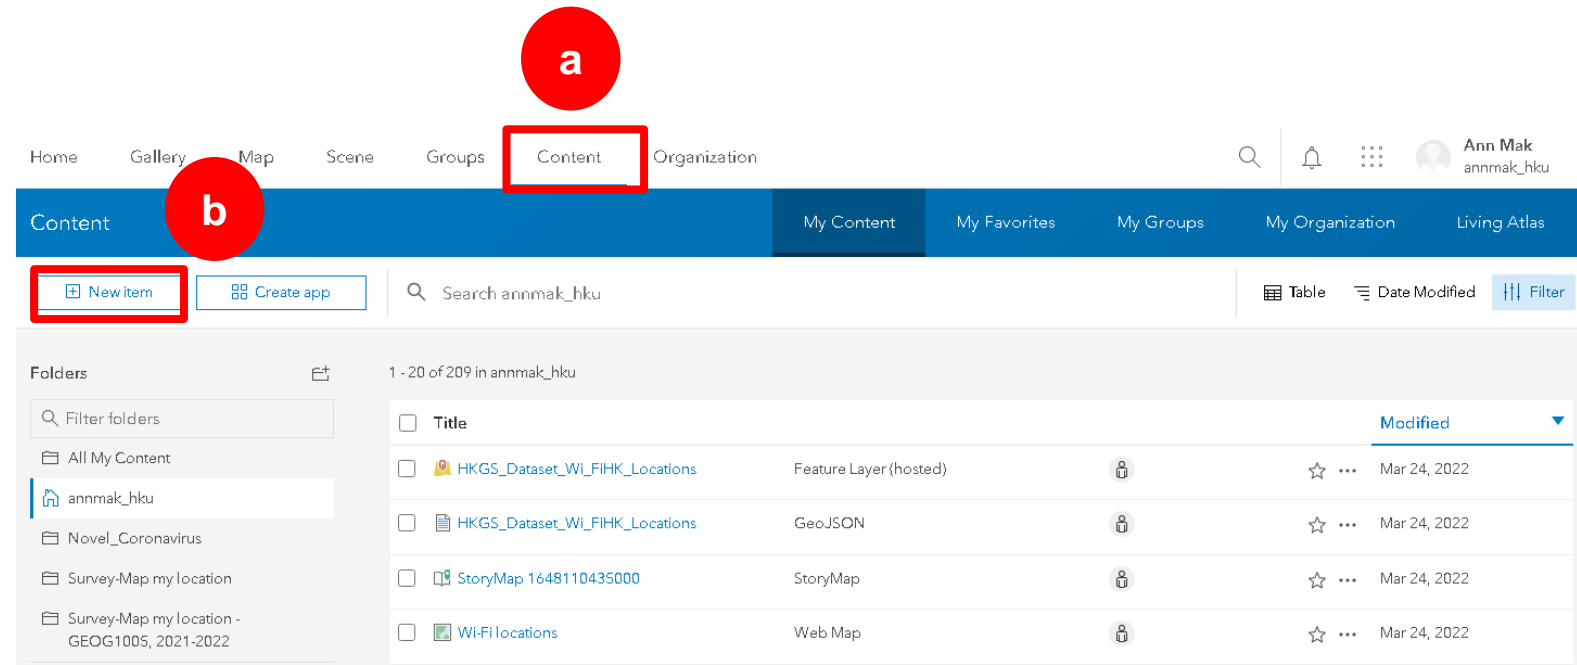 a
Home Gallery Map Scene Groups Content Organization
Ann Mak
annmak_hku
b
Content My Content My Favorites My Groups My Organization Living Atlas
New item Create app Search annmak_hku Table Date Modified Filter
Folders 1 - 20 of 209 in annmak_hku
Filter folders
Title Modified
All My Content
HKGS_Dataset_Wi_FiHK_Locations Feature Layer (hosted) Mar 24, 2022
annmak_hku
HKGS_Dataset_Wi_FiHK_Locations GeoJSON Mar 24, 2022
Novel_Coronavirus
Survey-Map my location
StoryMap 1648110435000 StoryMap Mar 24, 2022
Survey-Map my location -
GEOG1005, 2021-2022
Wi-Fi locations Web Map Mar 24, 2022